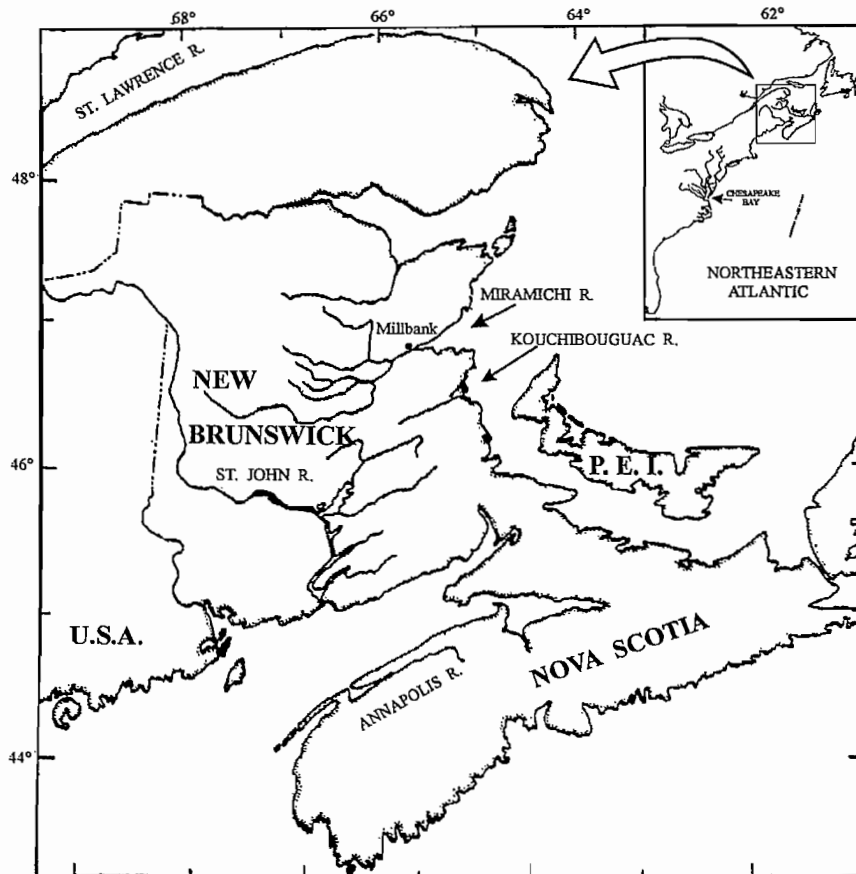 68°
66°
64°
62°
ST. LAWRENCE R.
48°
CHESAPEAKE
BAY
NORTHEASTERN
ATLANTIC
MIRAMICHI R.
Millbank
KOUCHIBOUGUAC R.
NEW
BRUNSWICK
46°
P. E. I.
ST. JOHN R.
U.S.A.
NOVA SCOTIA
ANNAPOLIS R.
44°